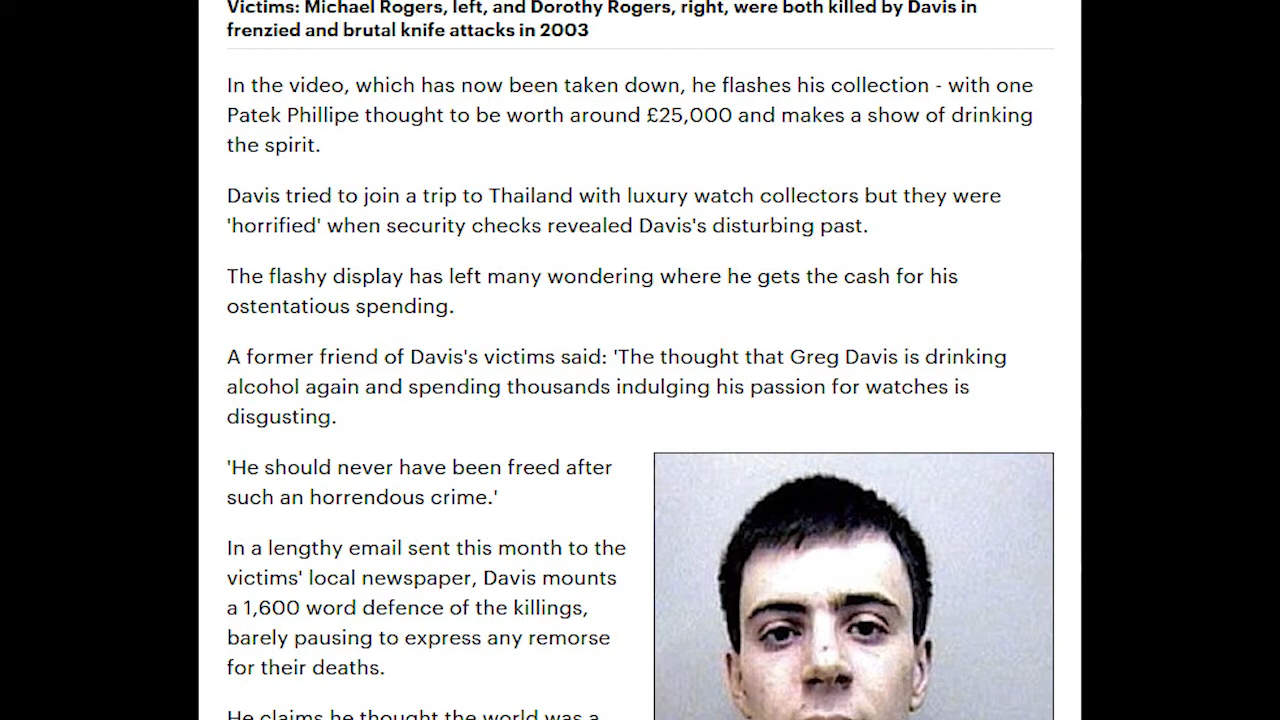 Victims: Michael Rogers, left, and Dorothy Rogers, right, were both killed by Davis in
frenzied and brutal knife attacks in 2003
In the video, which has now been taken down, he flashes his collection - with one
Patek Phillipe thought to be worth around £25,000 and makes a show of drinking
the spirit.
Davis tried to join a trip to Thailand with luxury watch collectors but they were
'horrified' when security checks revealed Davis's disturbing past.
The flashy display has left many wondering where he gets the cash for his
ostentatious spending.
A former friend of Davis's victims said: 'The thought that Greg Davis is drinking
alcohol again and spending thousands indulging his passion for watches is
disgusting.
'He should never have been freed after
such an horrendous crime.'
In a lengthy email sent this month to the
victims' local newspaper, Davis mounts
a 1,600 word defence of the killings,
barely pausing to express any remorse
for their deaths.
He claims he thought the world was a